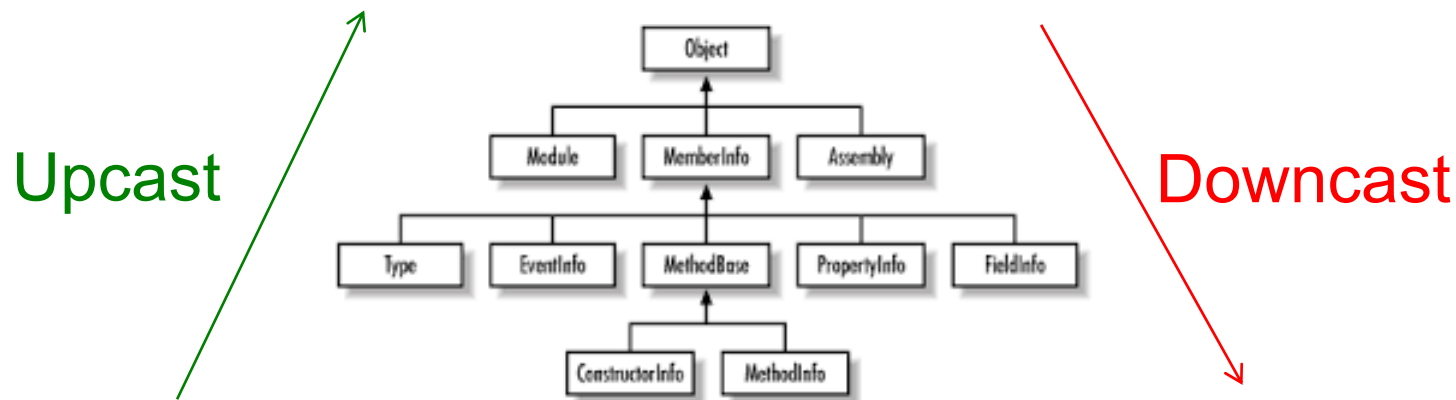 Object
Module MemberInfo Assembly
Upcast
Downcast
Type EventInfo MethodBase PropertyInfo FieldInfo
ConstructorInfo MethodInfo